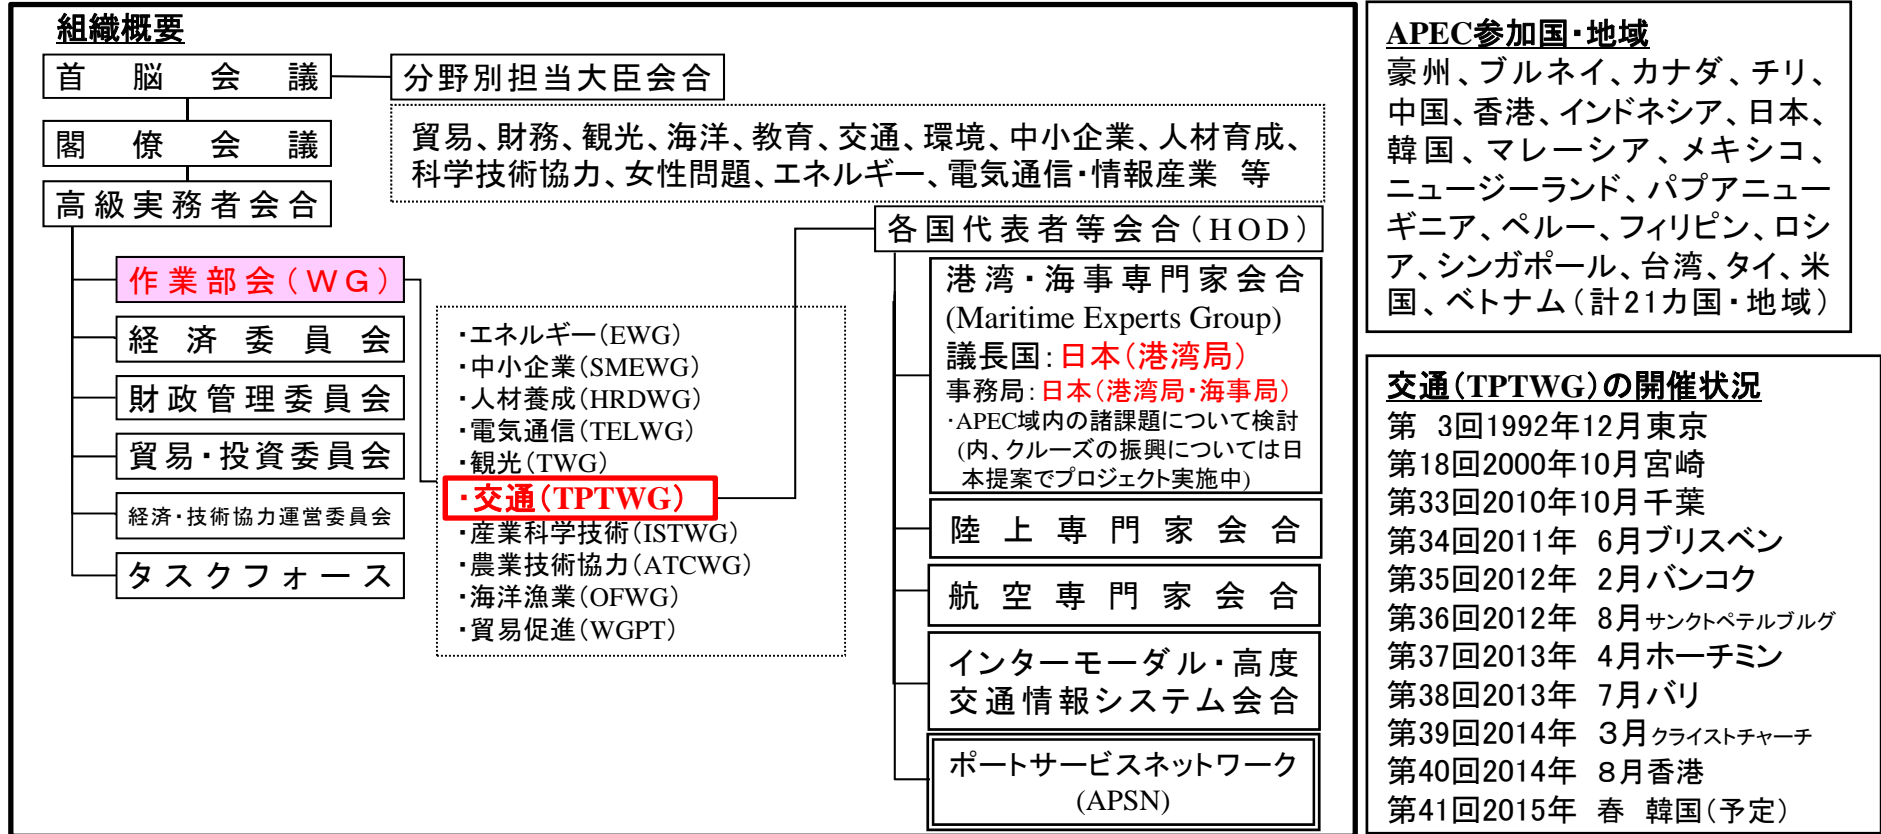 組織概要
首脳会議
分野別担当大臣会合
貿易、財務、観光、海洋、教育、交通、環境、中小企業、人材育成、
科学技術協力、女性問題、エネルギー、電気通信・情報産業 等
閣僚会議
高級実務者会合
作業部会（ＷＧ）
経済委員会
財政管理委員会
貿易・投資委員会
経済・技術協力運営委員会
タスクフォース
・エネルギー（EWG）
・中小企業（SMEWG）
・人材養成（HRDWG）
・電気通信（TELWG）
・観光（TWG）
・交通（TPTWG）
・産業科学技術（ISTWG）
・農業技術協力（ATCWG）
・海洋漁業（OFWG）
・貿易促進（WGPT）
各国代表者等会合（HOD）
港湾・海事専門家会合
(Maritime Experts Group)
議長国：日本（港湾局）
事務局：日本（港湾局・海事局）
・APEC域内の諸課題について検討
（内、クルーズの振興については日
本提案でプロジェクト実施中）
陸上専門家会合
航空専門家会合
インターモーダル・高度
交通情報システム会合
ポートサービスネットワーク
(APSN)
APEC参加国・地域
豪州、ブルネイ、カナダ、チリ、
中国、香港、インドネシア、日本、
韓国、マレーシア、メキシコ、
ニュージーランド、パプアニュー
ギニア、ペルー、フィリピン、ロシ
ア、シンガポール、台湾、タイ、米
国、ベトナム（計21カ国・地域）
交通（TPTWG）の開催状況
第 3回1992年12月東京
第18回2000年10月宮崎
第33回2010年10月千葉
第34回2011年 6月ブリスベン
第35回2012年 2月バンコク
第36回2012年 8月サンクトペテルブルグ
第37回2013年 4月ホーチミン
第38回2013年 7月バリ
第39回2014年 ３月クライストチャーチ
第40回2014年 8月香港
第41回2015年 春 韓国（予定）